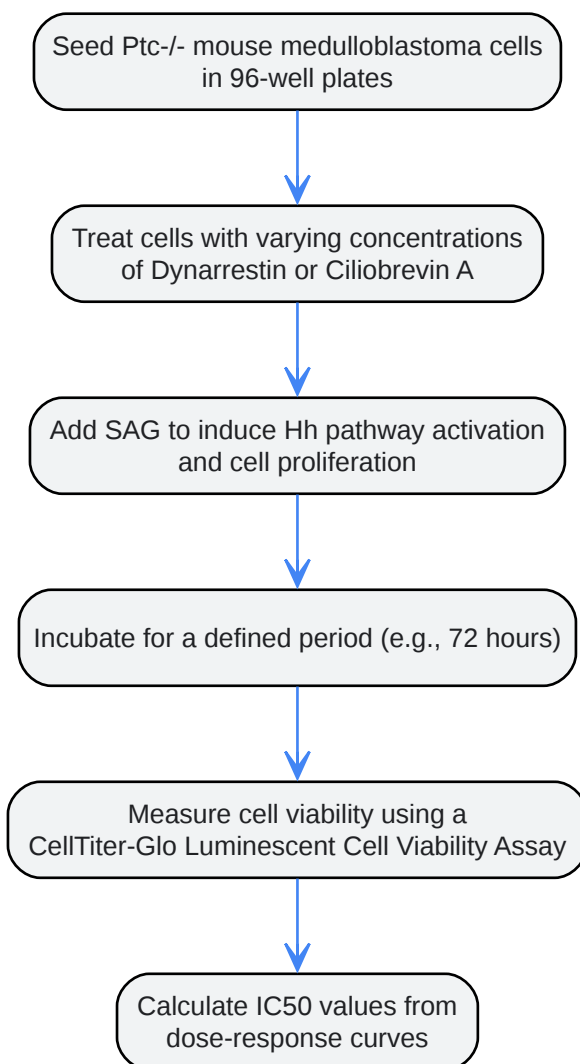 Seed Ptc-/- mouse medulloblastoma cells
in 96-well plates
Treat cells with varying concentrations
of Dynarrestin or Ciliobrevin A
Add SAG to induce Hh pathway activation
and cell proliferation
Incubate for a defined period (e.g., 72 hours)
Measure cell viability using a
CellTiter-Glo Luminescent Cell Viability Assay
Calculate IC50 values from
dose-response curves